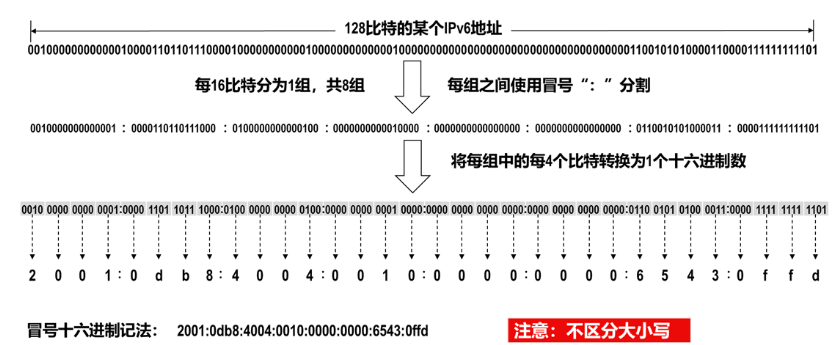 128比特的某个IPv6地址
00100000000000010000110110111000010000000000010000000000000100000000000000000000000000000000000001100101010000110000111111111101
每16比特分为1组，共8组 每组之间使用冒号“：”分割
0010000000000001 : 0000110110111000 : 0100000000000100 : 0000000000010000 : 0000000000000000 : 0000000000000000 : 0110010101000011 : 0000111111111101
将每组中的每4个比特转换为1个十六进制数
0010 0000 0000 0001:0000 1101 1011 1000:0100 0000 0000 0100:0000 0000 0001 0000:0000 0000 0000 0000:0000 0000 0000 0000:0110 0101 0100 0011:0000 1111 1111 1101
2 0 0 1 : 0 d b 8 : 4 0 0 4 : 0 0 1 0 : 0 0 0 0 : 0 0 0 0 : 6 5 4 3 : 0 f f d
冒号十六进制记法： 2001:0db8:4004:0010:0000:0000:6543:0ffd
注意：不区分大小写